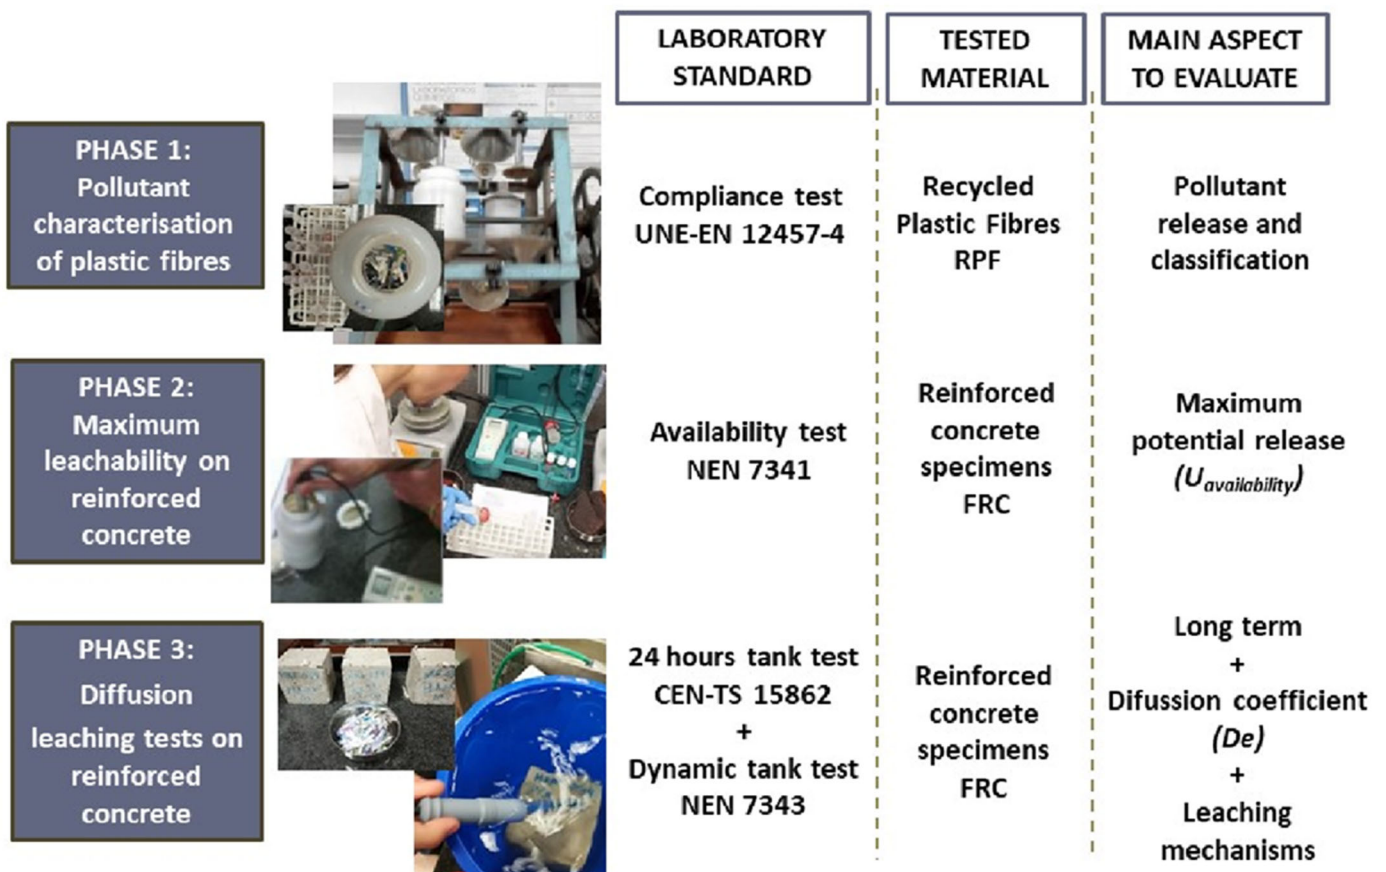 LABORATORY
STANDARD
TESTED
MATERIAL
MAIN ASPECT
TO EVALUATE
PHASE 1:
Pollutant
characterisation
of plastic fibres
Compliance test
UNE-EN 12457-4
Recycled
Plastic Fibres
RPF
Pollutant
release and
classification
PHASE 2:
Maximum
leachability on
reinforced
concrete
Availability test
NEN 7341
Reinforced
concrete
specimens
FRC
Maximum
potential release
(Uavailability)
PHASE 3:
Diffusion
leaching tests on
reinforced
concrete
24 hours tank test
CEN-TS 15862
+
Dynamic tank test
NEN 7343
Reinforced
concrete
specimens
FRC
Long term
+
Difussion coefficient
(De)
+
Leaching
mechanisms